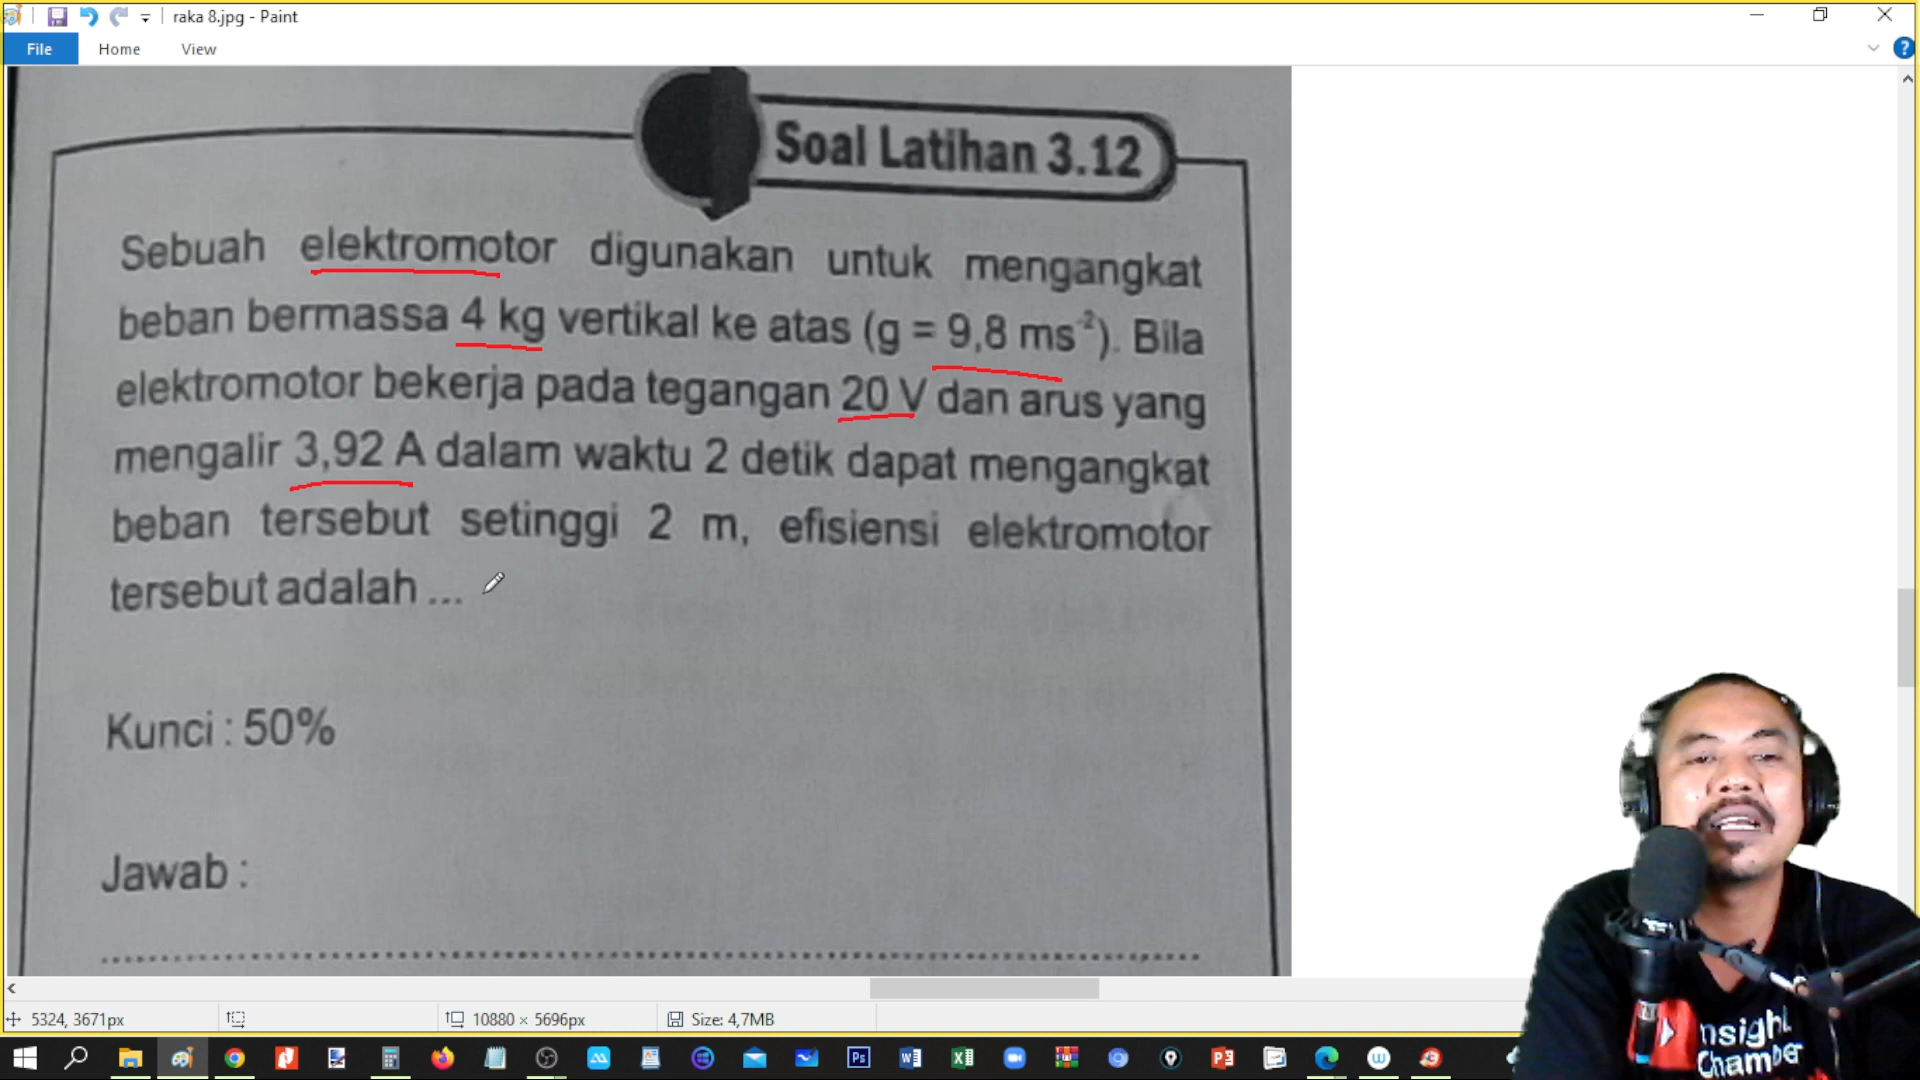 raka 8.jpg - Paint
File Home View
Soal Latihan 3.12
Sebuah elektromotor digunakan untuk mengangkat
beban bermassa 4 kg vertikal ke atas (g = 9,8 ms⁻²). Bila
elektromotor bekerja pada tegangan 20 V dan arus yang
mengalir 3,92 A dalam waktu 2 detik dapat mengangkat
beban tersebut setinggi 2 m, efisiensi elektromotor
tersebut adalah ...
Kunci : 50%
Jawab :
5324, 3671px
10880 × 5696px
Size: 4,7MB
nsight
Chamber